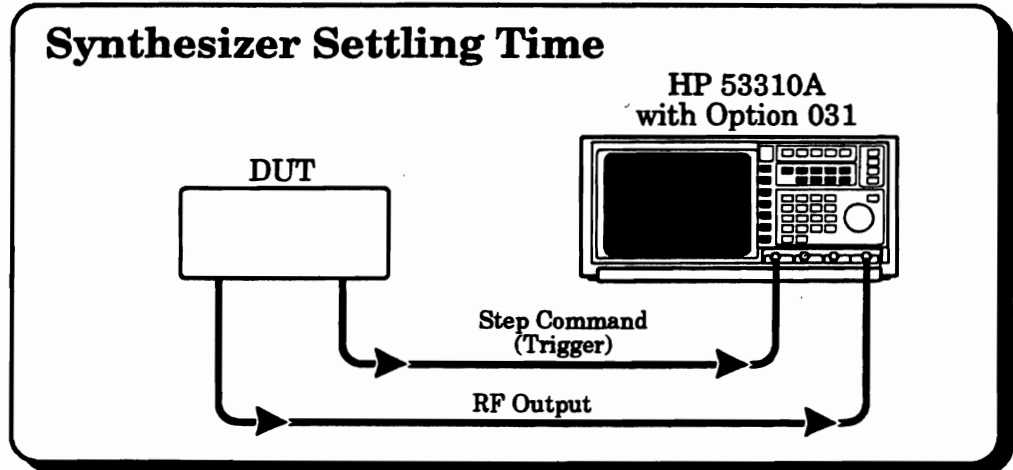 Synthesizer Settling Time
HP 53310A
with Option 031
DUT
Step Command
(Trigger)
RF Output